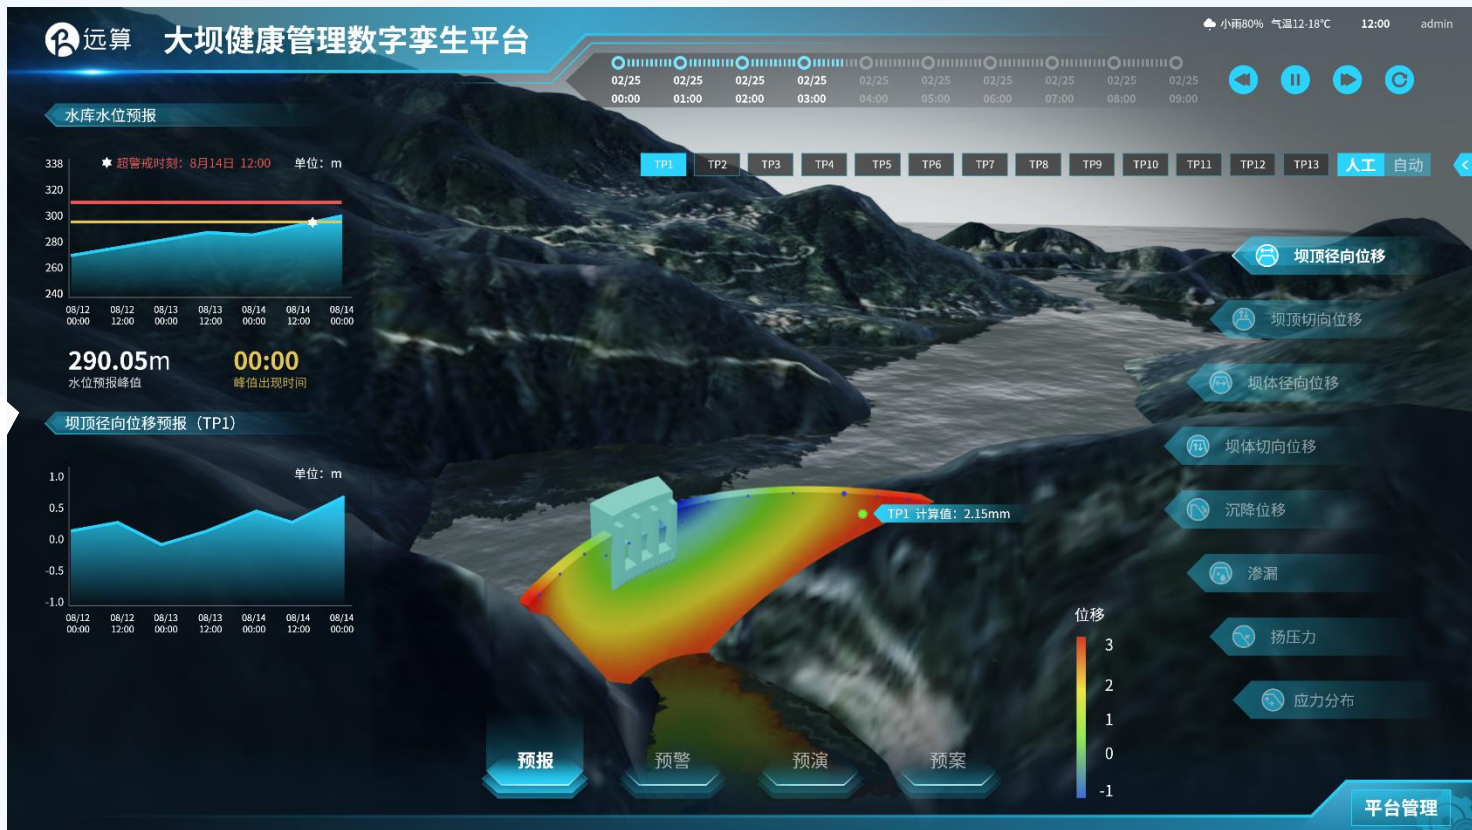 远算
大坝健康管理数字孪生平台
小雨80% 气温12-18℃ 12:00 admin
02/25 02/25 02/25 02/25 02/25 02/25 02/25 02/25 02/25 02/25
00:00 01:00 02:00 03:00 04:00 05:00 06:00 07:00 08:00 09:00
TP1 TP2 TP3 TP4 TP5 TP6 TP7 TP8 TP9 TP10 TP11 TP12 TP13 人工 自动
水库水位预报
超警戒时刻：8月14日 12:00 单位：m
338
320
300
280
260
240
08/12 08/12 08/13 08/13 08/14 08/14 08/14
00:00 12:00 00:00 12:00 00:00 12:00 00:00
290.05m 00:00
水位预报峰值 峰值出现时间
坝顶径向位移预报（TP1）
单位：m
1.0
0.5
0.0
-0.5
-1.0
08/12 08/12 08/13 08/13 08/14 08/14 08/14
00:00 12:00 00:00 12:00 00:00 12:00 00:00
TP1 计算值：2.15mm
坝顶径向位移
坝顶切向位移
坝体径向位移
坝体切向位移
沉降位移
渗漏
扬压力
应力分布
位移
3
2
1
0
-1
预报 预警 预演 预案
平台管理